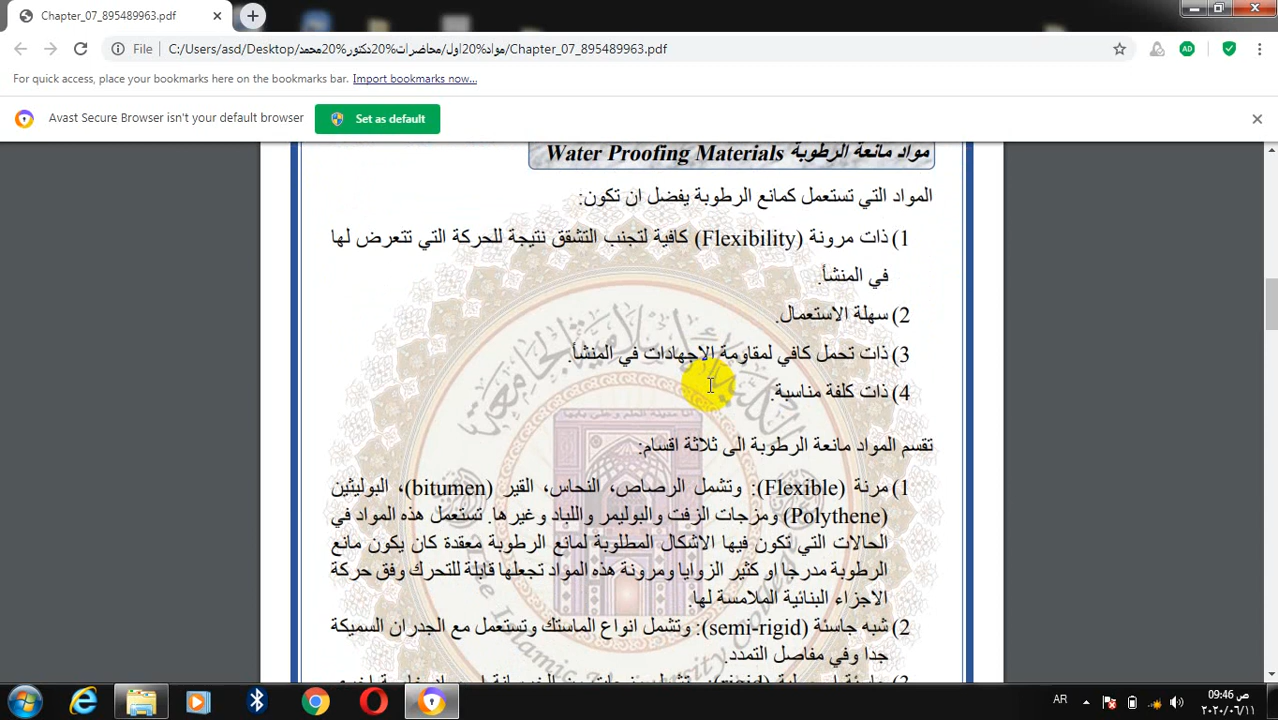 Chapter_07_895489963.pdf
File C:/Users/asd/Desktop/مواد%20اول/محاضرات%20دكتور%20محمد/Chapter_07_895489963.pdf
For quick access, place your bookmarks here on the bookmarks bar. Import bookmarks now...
Avast Secure Browser isn't your default browser Set as default
مواد مانعة الرطوبة Water Proofing Materials
المواد التي تستعمل كمانع الرطوبة يفضل ان تكون:
1) ذات مرونة (Flexibility) كافية لتجنب التشقق نتيجة للحركة التي تتعرض لها
في المنشأ.
2) سهلة الاستعمال.
3) ذات تحمل كافي لمقاومة الاجهادات في المنشأ.
4) ذات كلفة مناسبة.
تقسم المواد مانعة الرطوبة الى ثلاثة اقسام:
1) مرنة (Flexible): وتشمل الرصاص، النحاس، القير (bitumen)، البوليثين
(Polythene) ومزجات الزفت والبوليمر واللباد وغيرها. تستعمل هذه المواد في
الحالات التي تكون فيها الاشكال المطلوبة لمانع الرطوبة معقدة كان يكون مانع
الرطوبة مدرجا او كثير الزوايا ومرونة هذه المواد تجعلها قابلة للتحرك وفق حركة
الاجزاء البنائية الملامسة لها.
2) شبه جاسئة (semi-rigid): وتشمل انواع الماستك وتستعمل مع الجدران السميكة
جدا وفي مفاصل التمدد.
AR
09:46 ص
٢٠٢٠/٠٦/١١